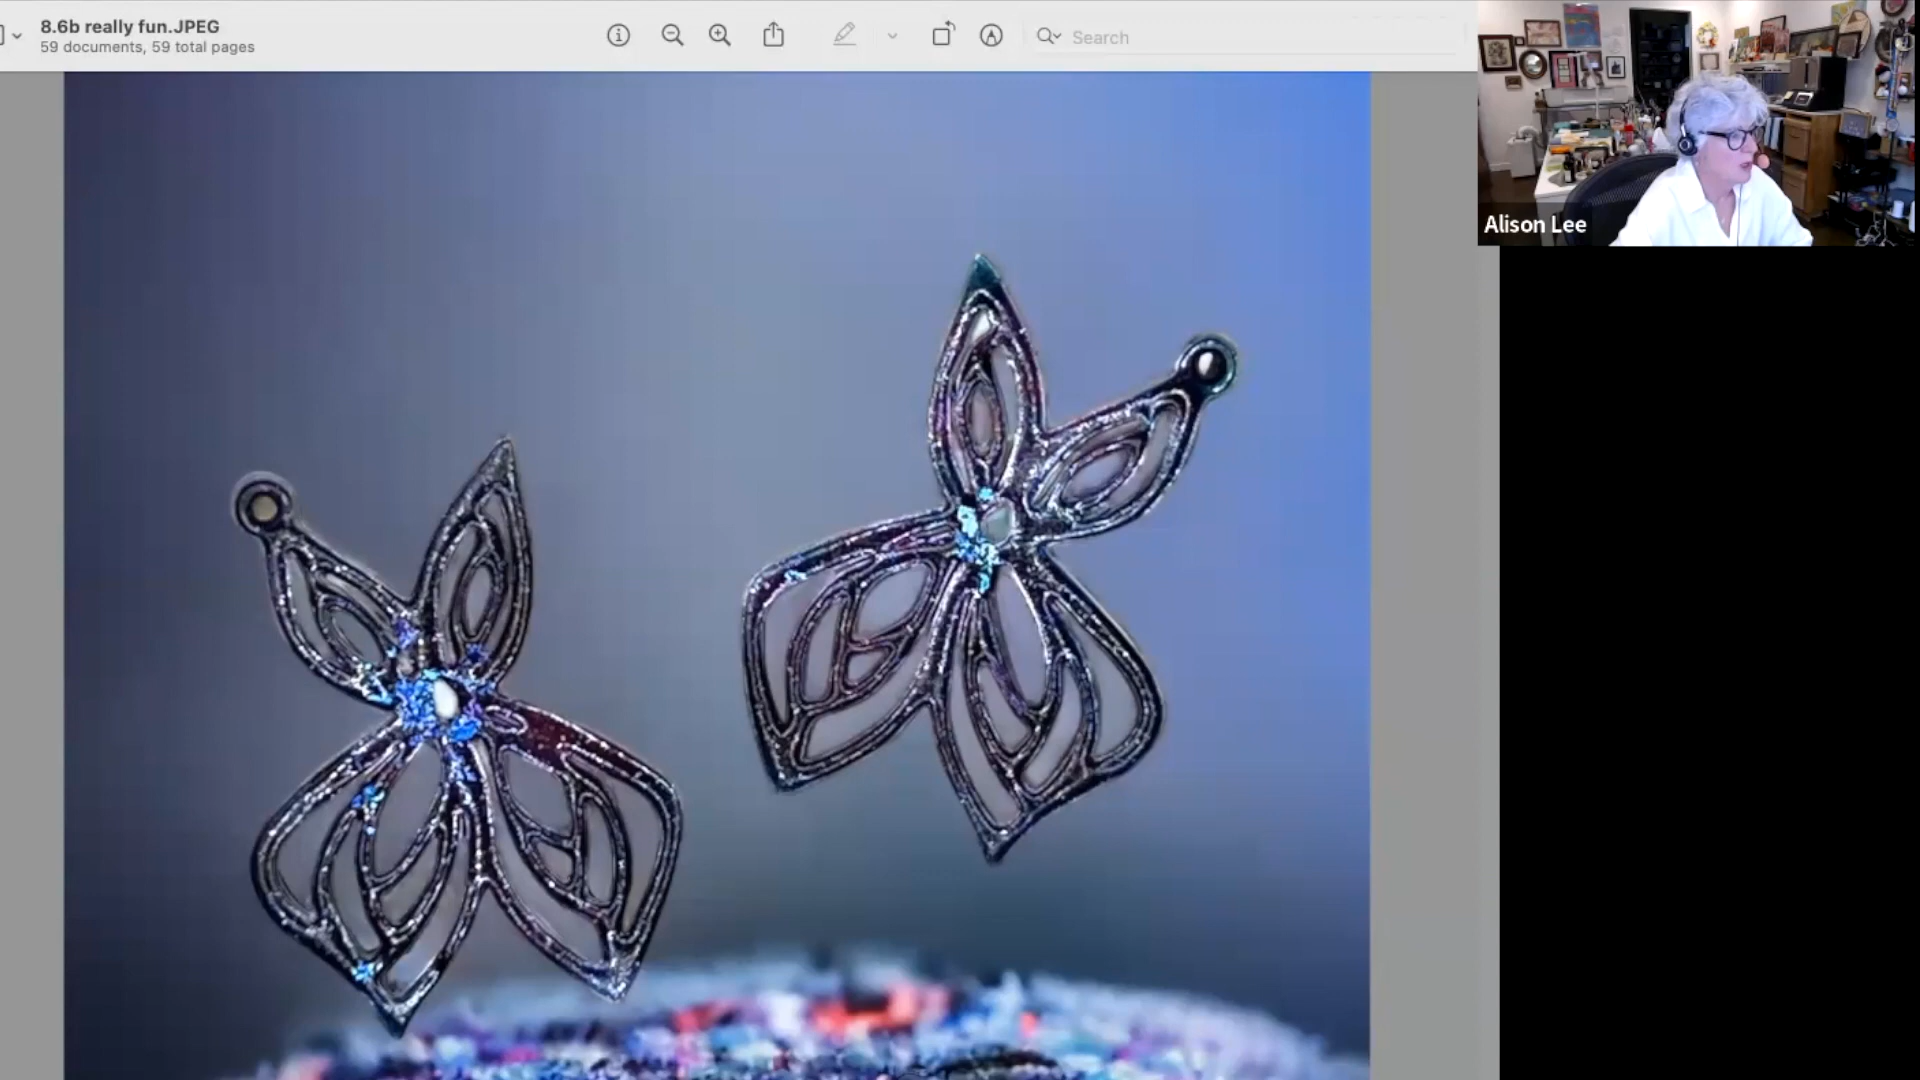 8.6b really fun.JPEG
59 documents, 59 total pages
Search
Alison Lee